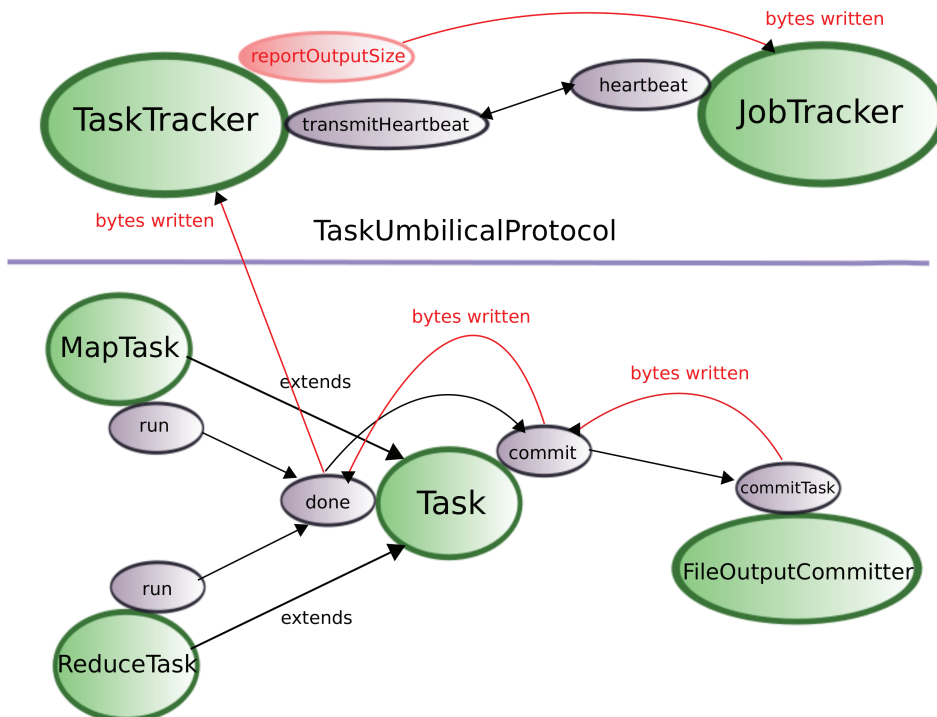 bytes written
reportOutputSize
heartbeat
TaskTracker
transmitHeartbeat
JobTracker
bytes written
TaskUmbilicalProtocol
bytes written
MapTask
bytes written
extends
run
commit
done
Task
commitTask
FileOutputCommitter
run
extends
ReduceTask